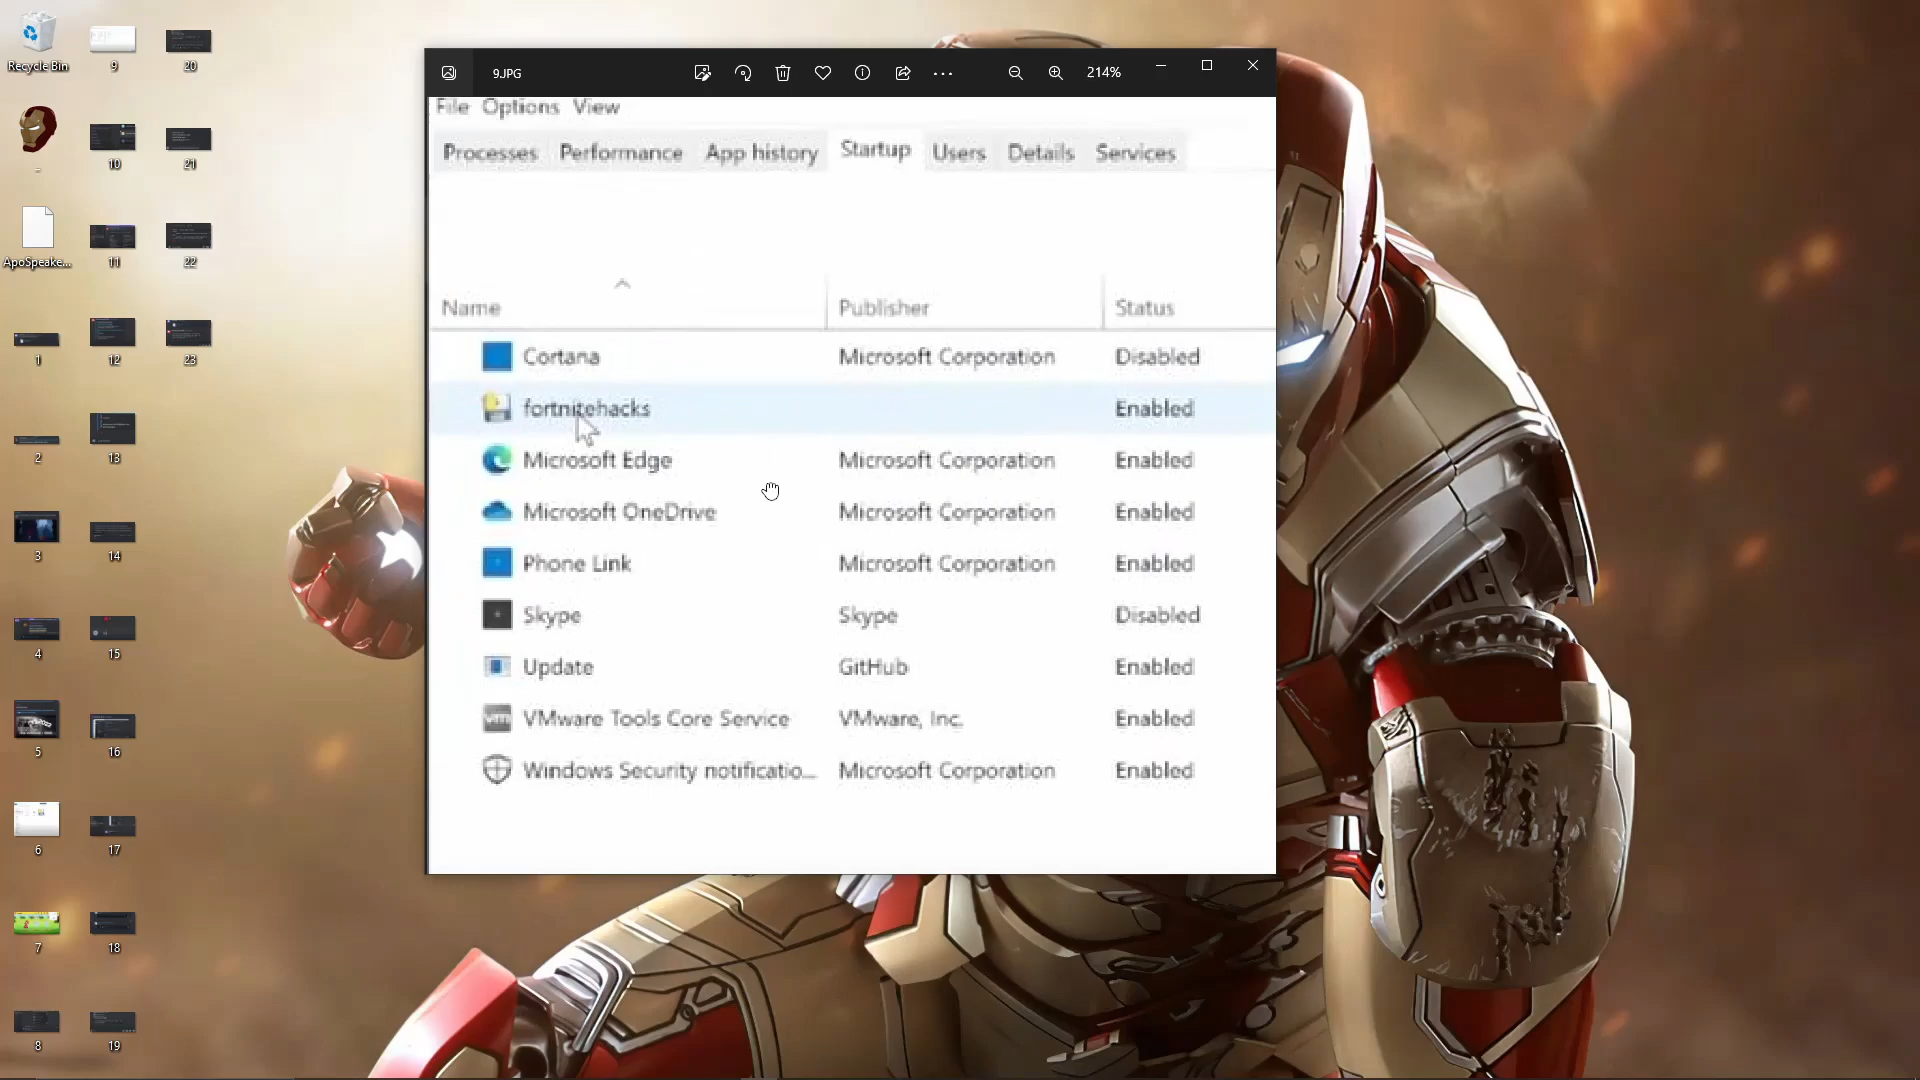 Recycle Bin
9
20
10
21
ApoSpeake...
11
22
1
12
23
2
13
3
14
4
15
5
16
6
17
7
18
8
19
9.JPG
214%
File Options View
Processes Performance App history Startup Users Details Services
Name Publisher Status
Cortana Microsoft Corporation Disabled
fortnitehacks Enabled
Microsoft Edge Microsoft Corporation Enabled
Microsoft OneDrive Microsoft Corporation Enabled
Phone Link Microsoft Corporation Enabled
Skype Skype Disabled
Update GitHub Enabled
VMware Tools Core Service VMware, Inc. Enabled
Windows Security notificatio... Microsoft Corporation Enabled